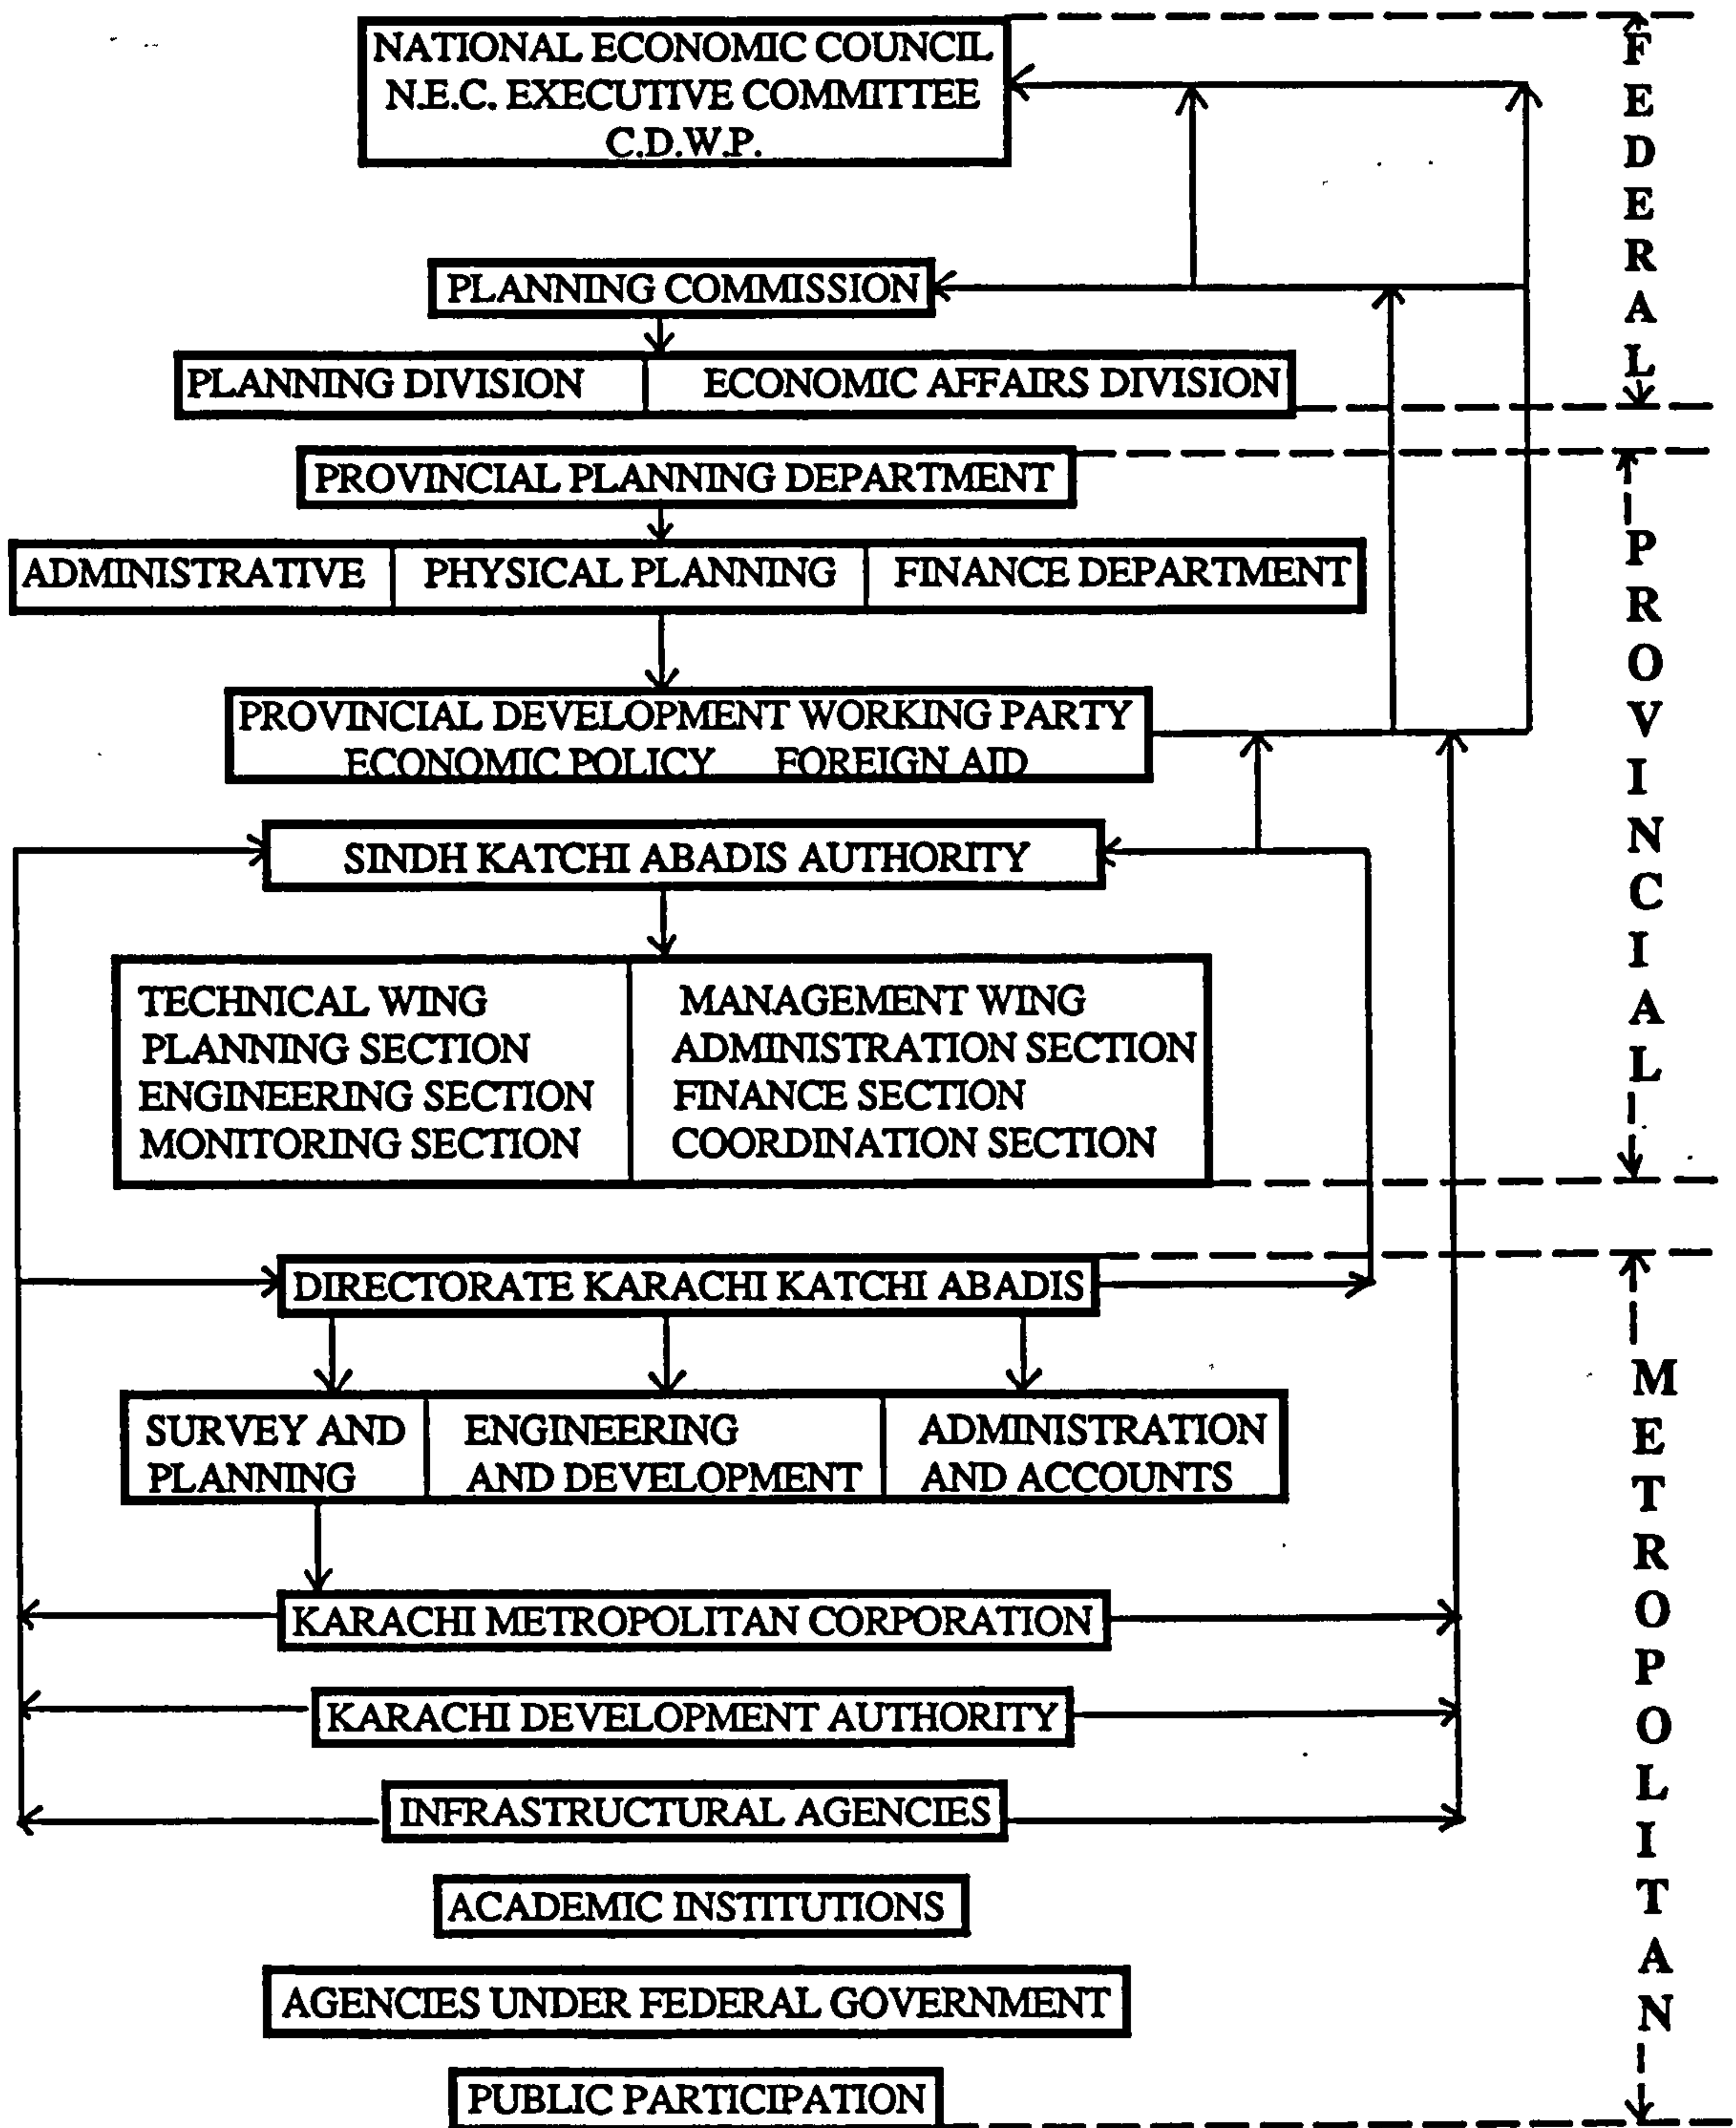 NATIONAL ECONOMIC COUNCIL
N.E.C. EXECUTIVE COMMITTEE
C.D.W.P.
PLANNING COMMISSION
PLANNING DIVISION ECONOMIC AFFAIRS DIVISION
FEDERAL
PROVINCIAL PLANNING DEPARTMENT
ADMINISTRATIVE PHYSICAL PLANNING FINANCE DEPARTMENT
PROVINCIAL DEVELOPMENT WORKING PARTY
ECONOMIC POLICY FOREIGN AID
SINDH KATCHI ABADIS AUTHORITY
TECHNICAL WING
PLANNING SECTION
ENGINEERING SECTION
MONITORING SECTION
MANAGEMENT WING
ADMINISTRATION SECTION
FINANCE SECTION
COORDINATION SECTION
PROVINCIAL
DIRECTORATE KARACHI KATCHI ABADIS
SURVEY AND
PLANNING
ENGINEERING
AND DEVELOPMENT
ADMINISTRATION
AND ACCOUNTS
KARACHI METROPOLITAN CORPORATION
KARACHI DEVELOPMENT AUTHORITY
INFRASTRUCTURAL AGENCIES
ACADEMIC INSTITUTIONS
AGENCIES UNDER FEDERAL GOVERNMENT
PUBLIC PARTICIPATION
METROPOLITAN